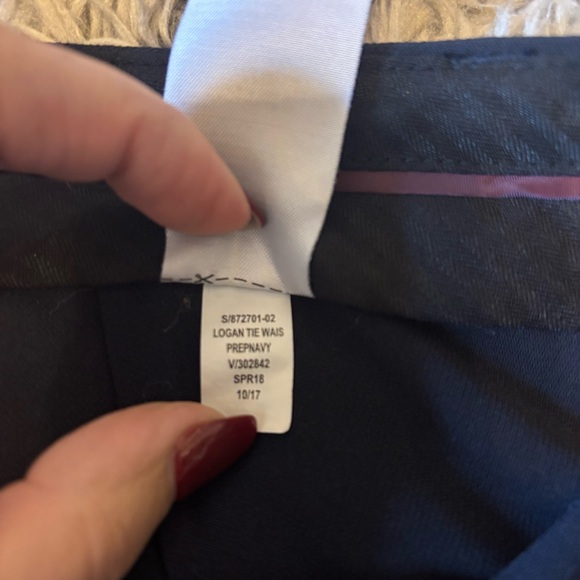 S/872701-02
LOGAN TIE WAIS
PREPNAVY
V/302842
SPR18
10/17